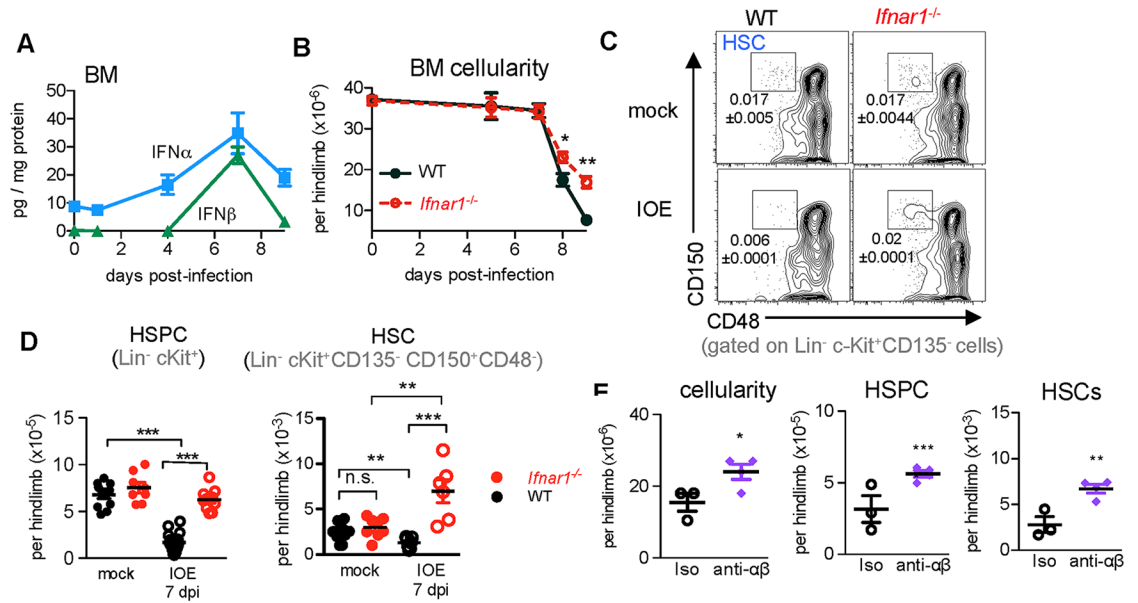 A
BM
pg / mg protein
50
40
30
20
10
0
IFNα
IFNβ
0 2 4 6 8
days post-infection
B
BM cellularity
per hindlimb (x10-6)
40
30
20
10
*
**
WT
Ifnar1-/-
0 2 4 6 8
days post-infection
C
WT Ifnar1-/-
HSC
mock
0.017
±0.005
0.017
±0.0044
IOE
0.006
±0.0001
0.02
±0.0001
CD150
CD48
(gated on Lin- c-Kit+CD135- cells)
D
HSPC
(Lin- cKit+)
per hindlimb (x10-5)
15
10
5
0
***
***
mock IOE
7 dpi
HSC
(Lin- cKit+CD135- CD150+CD48-)
per hindlimb (x10-3)
15
10
5
0
**
***
**
n.s.
mock IOE
7 dpi
Ifnar1-/-
WT
cellularity
per hindlimb (x10-6)
40
20
0
*
Iso anti-αβ
HSPC
per hindlimb (x10-5)
10
5
0
***
Iso anti-αβ
HSCs
per hindlimb (x10-3)
15
10
5
0
**
Iso anti-αβ